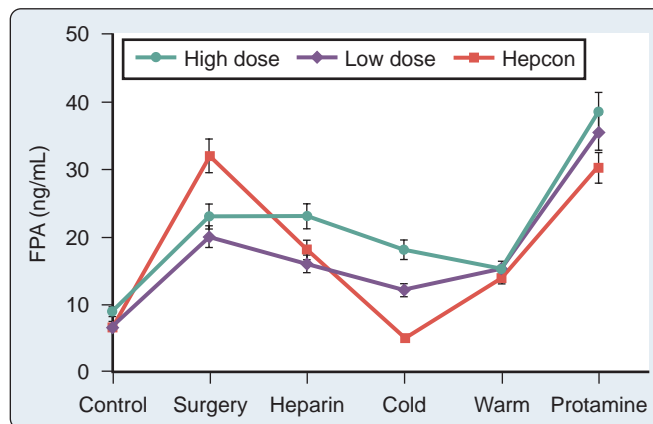 50
High dose Low dose Hepcon
40
30
20
10
0
FPA (ng/mL)
Control Surgery Heparin Cold Warm Protamine